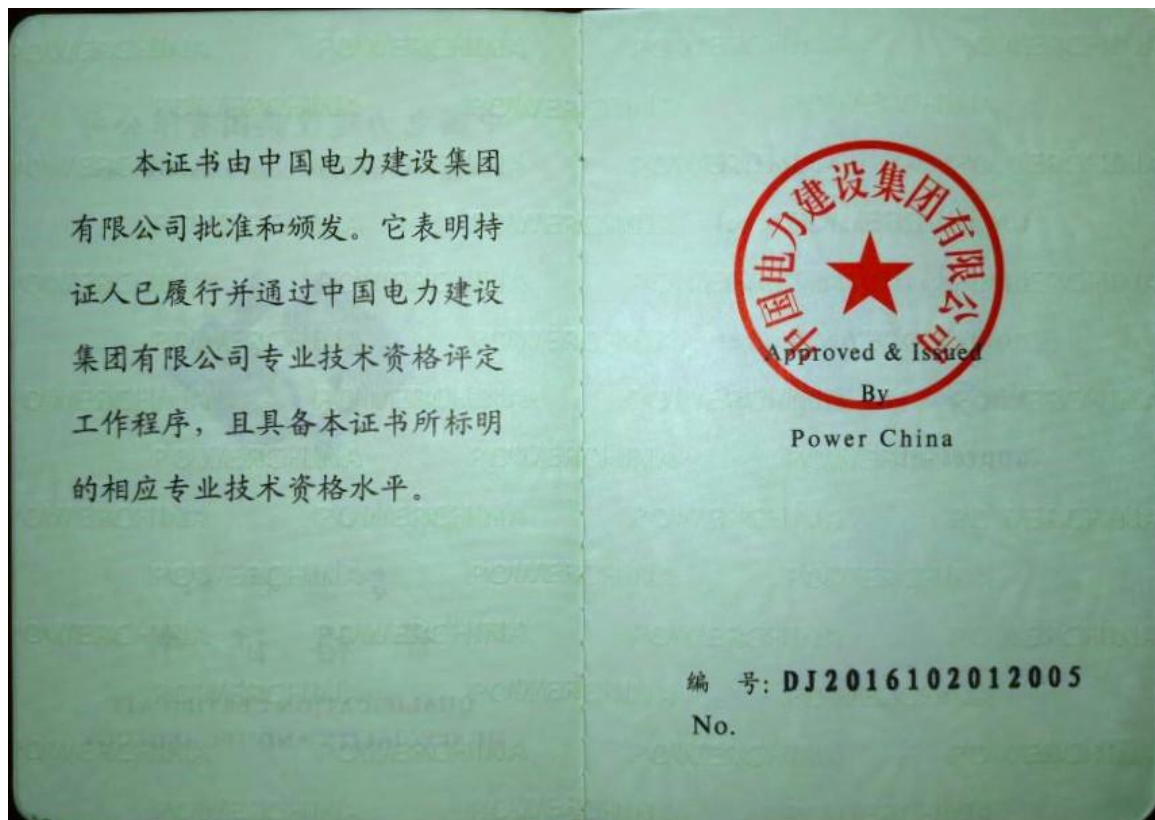 本证书由中国电力建设集团
有限公司批准和颁发。它表明持
证人已履行并通过中国电力建设
集团有限公司专业技术资格评定
工作程序，且具备本证书所标明
的相应专业技术资格水平。
中国电力建设集团有限公司
Approved & Issued
By
Power China
编 号: DJ2016102012005
No.